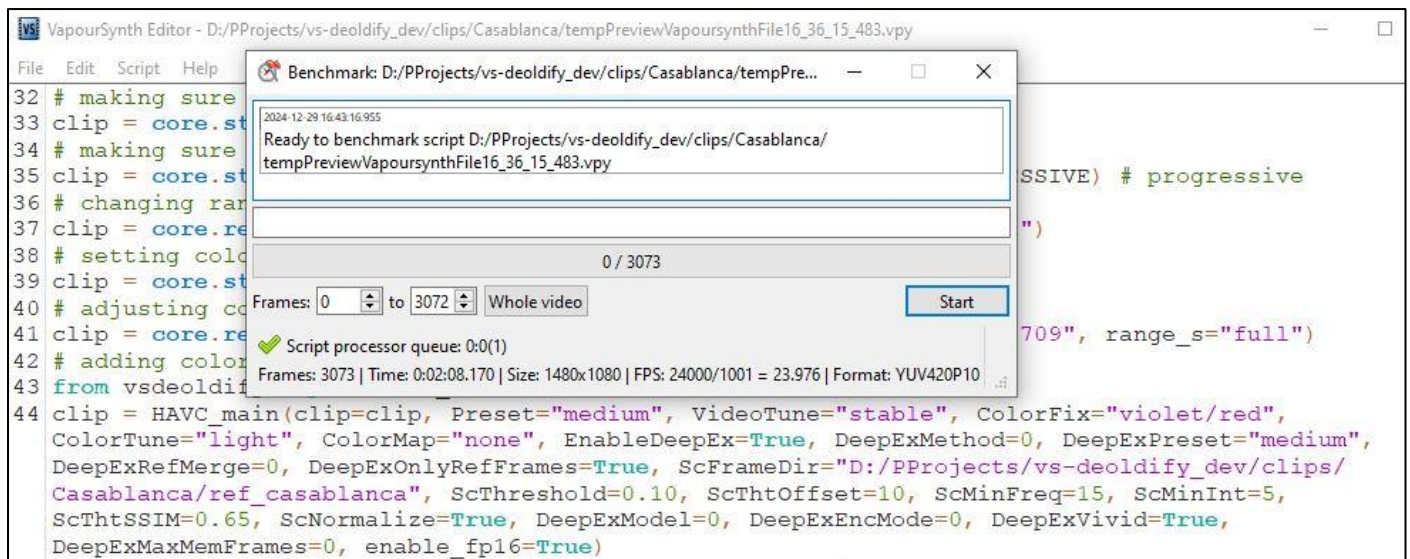 VS VapourSynth Editor - D:/PProjects/vs-deoldify_dev/clips/Casablanca/tempPreviewVapoursynthFile16_36_15_483.vpy
File Edit Script Help
Benchmark: D:/PProjects/vs-deoldify_dev/clips/Casablanca/tempPre...
2024-12-29 16:43:16.955
Ready to benchmark script D:/PProjects/vs-deoldify_dev/clips/Casablanca/
tempPreviewVapoursynthFile16_36_15_483.vpy
0 / 3073
Frames: 0 to 3072 Whole video Start
Script processor queue: 0:0(1)
Frames: 3073 | Time: 0:02:08.170 | Size: 1480x1080 | FPS: 24000/1001 = 23.976 | Format: YUV420P10
32 # making sure
33 clip = core.st
34 # making sure
35 clip = core.st SSIVE) # progressive
36 # changing ran
37 clip = core.re ")
38 # setting colo
39 clip = core.st
40 # adjusting co
41 clip = core.re 709", range_s="full")
42 # adding color
43 from vsdeoldif
44 clip = HAVC_main(clip=clip, Preset="medium", VideoTune="stable", ColorFix="violet/red",
ColorTune="light", ColorMap="none", EnableDeepEx=True, DeepExMethod=0, DeepExPreset="medium",
DeepExRefMerge=0, DeepExOnlyRefFrames=True, ScFrameDir="D:/PProjects/vs-deoldify_dev/clips/
Casablanca/ref_casablanca", ScThreshold=0.10, ScThtOffset=10, ScMinFreq=15, ScMinInt=5,
ScThtSSIM=0.65, ScNormalize=True, DeepExModel=0, DeepExEncMode=0, DeepExVivid=True,
DeepExMaxMemFrames=0, enable_fp16=True)